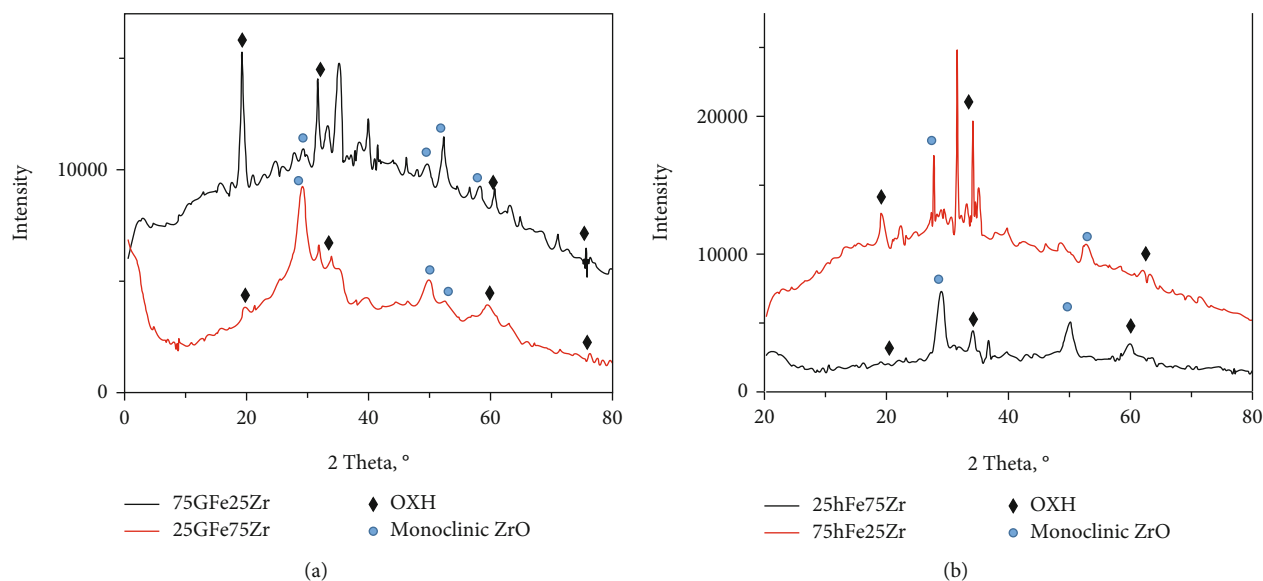 10000
0
Intensity
0
20
40
60
80
2 Theta, °
75GFe25Zr
25GFe75Zr
OXH
Monoclinic ZrO
(a)
20000
10000
0
Intensity
20
20
40
60
80
2 Theta, °
25hFe75Zr
75hFe25Zr
OXH
Monoclinic ZrO
(b)